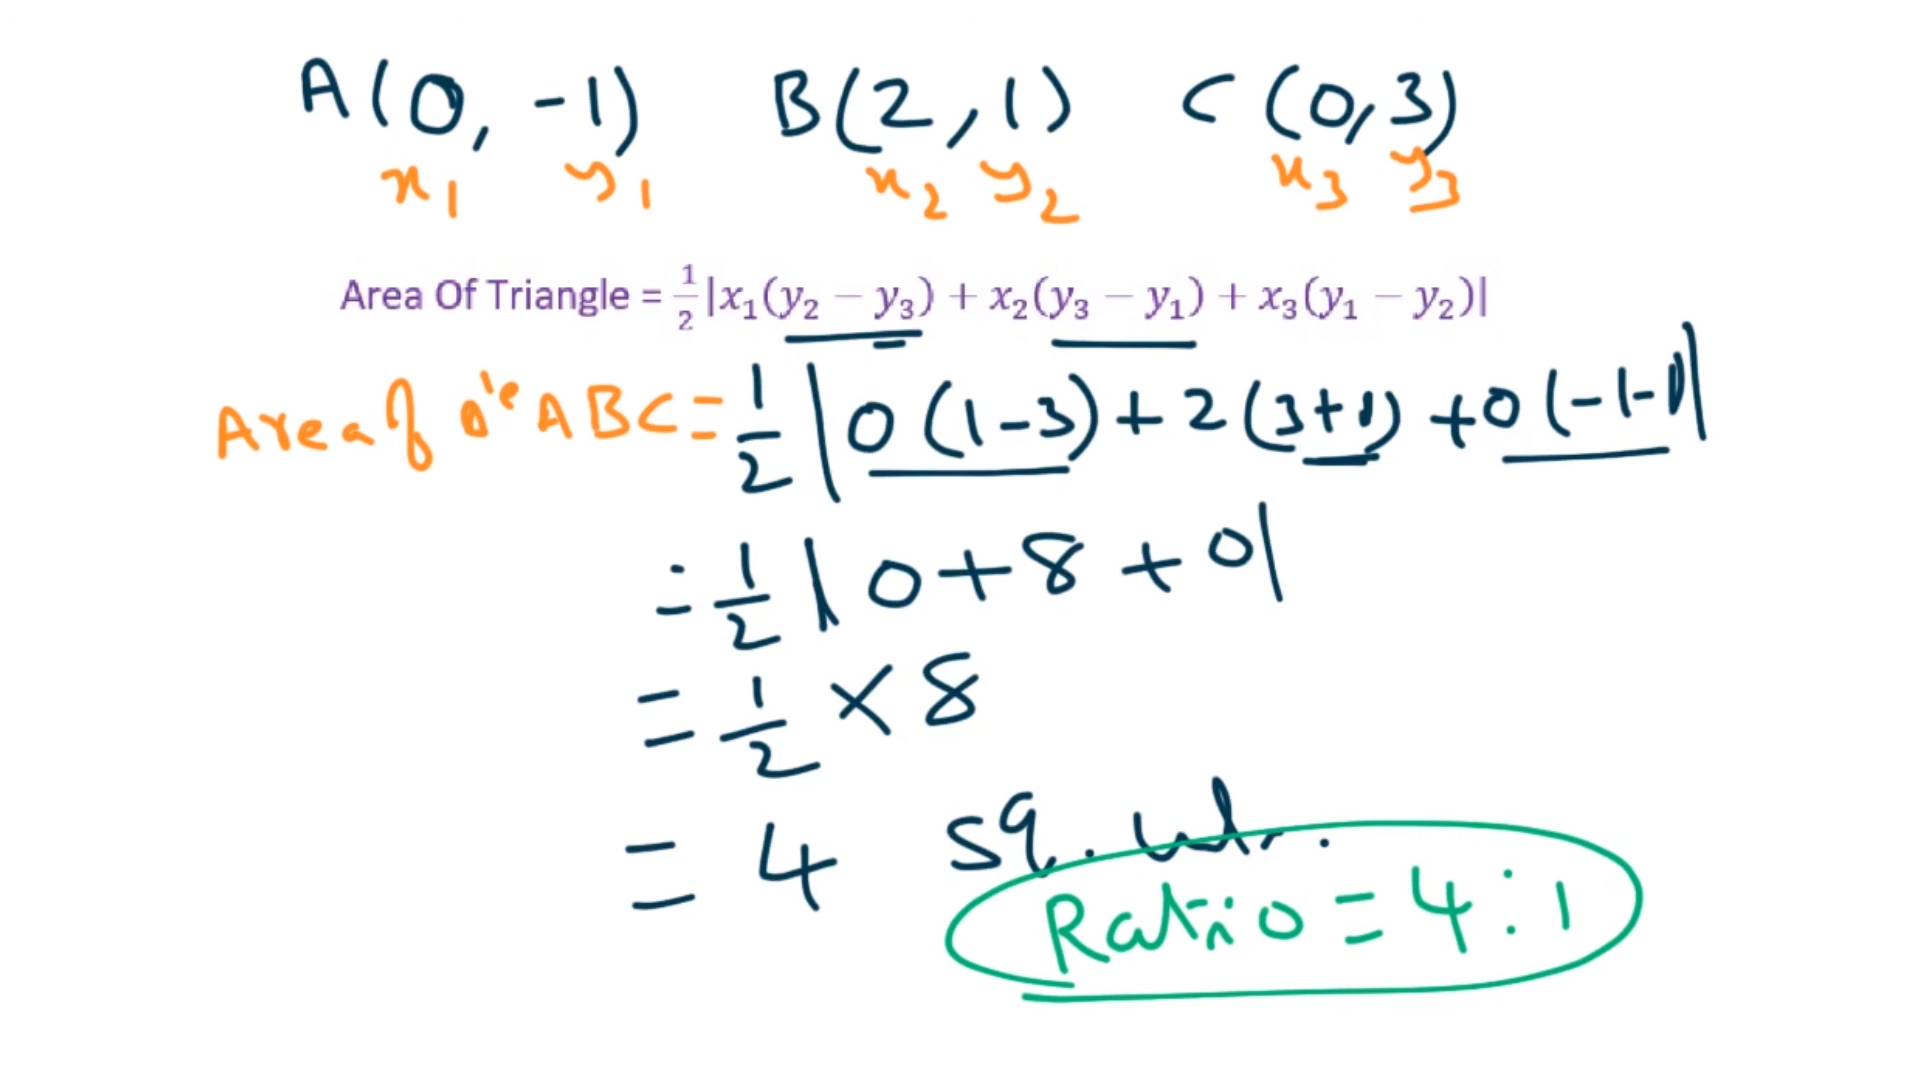 A(0, -1) B(2, 1) C(0,3)
x₁ y₁ x₂ y₂ x₃ y₃
Area Of Triangle = 1/2|x₁(y₂ − y₃) + x₂(y₃ − y₁) + x₃(y₁ − y₂)|
Area of Δˡᵉ ABC = 1/2 |0(1-3)+2(3+1)+0(-1-1)|
= 1/2 |0+8+0|
= 1/2 × 8
= 4 sq.
Ratio = 4:1